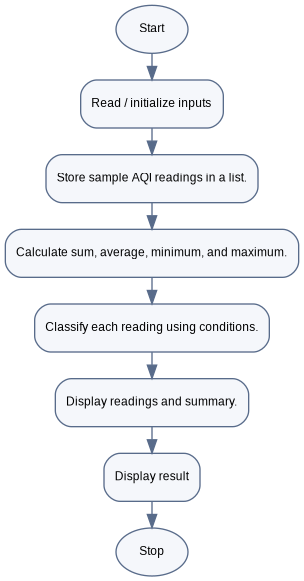 Start
Read / initialize inputs
Store sample AQI readings in a list.
Calculate sum, average, minimum, and maximum.
Classify each reading using conditions.
Display readings and summary.
Display result
Stop